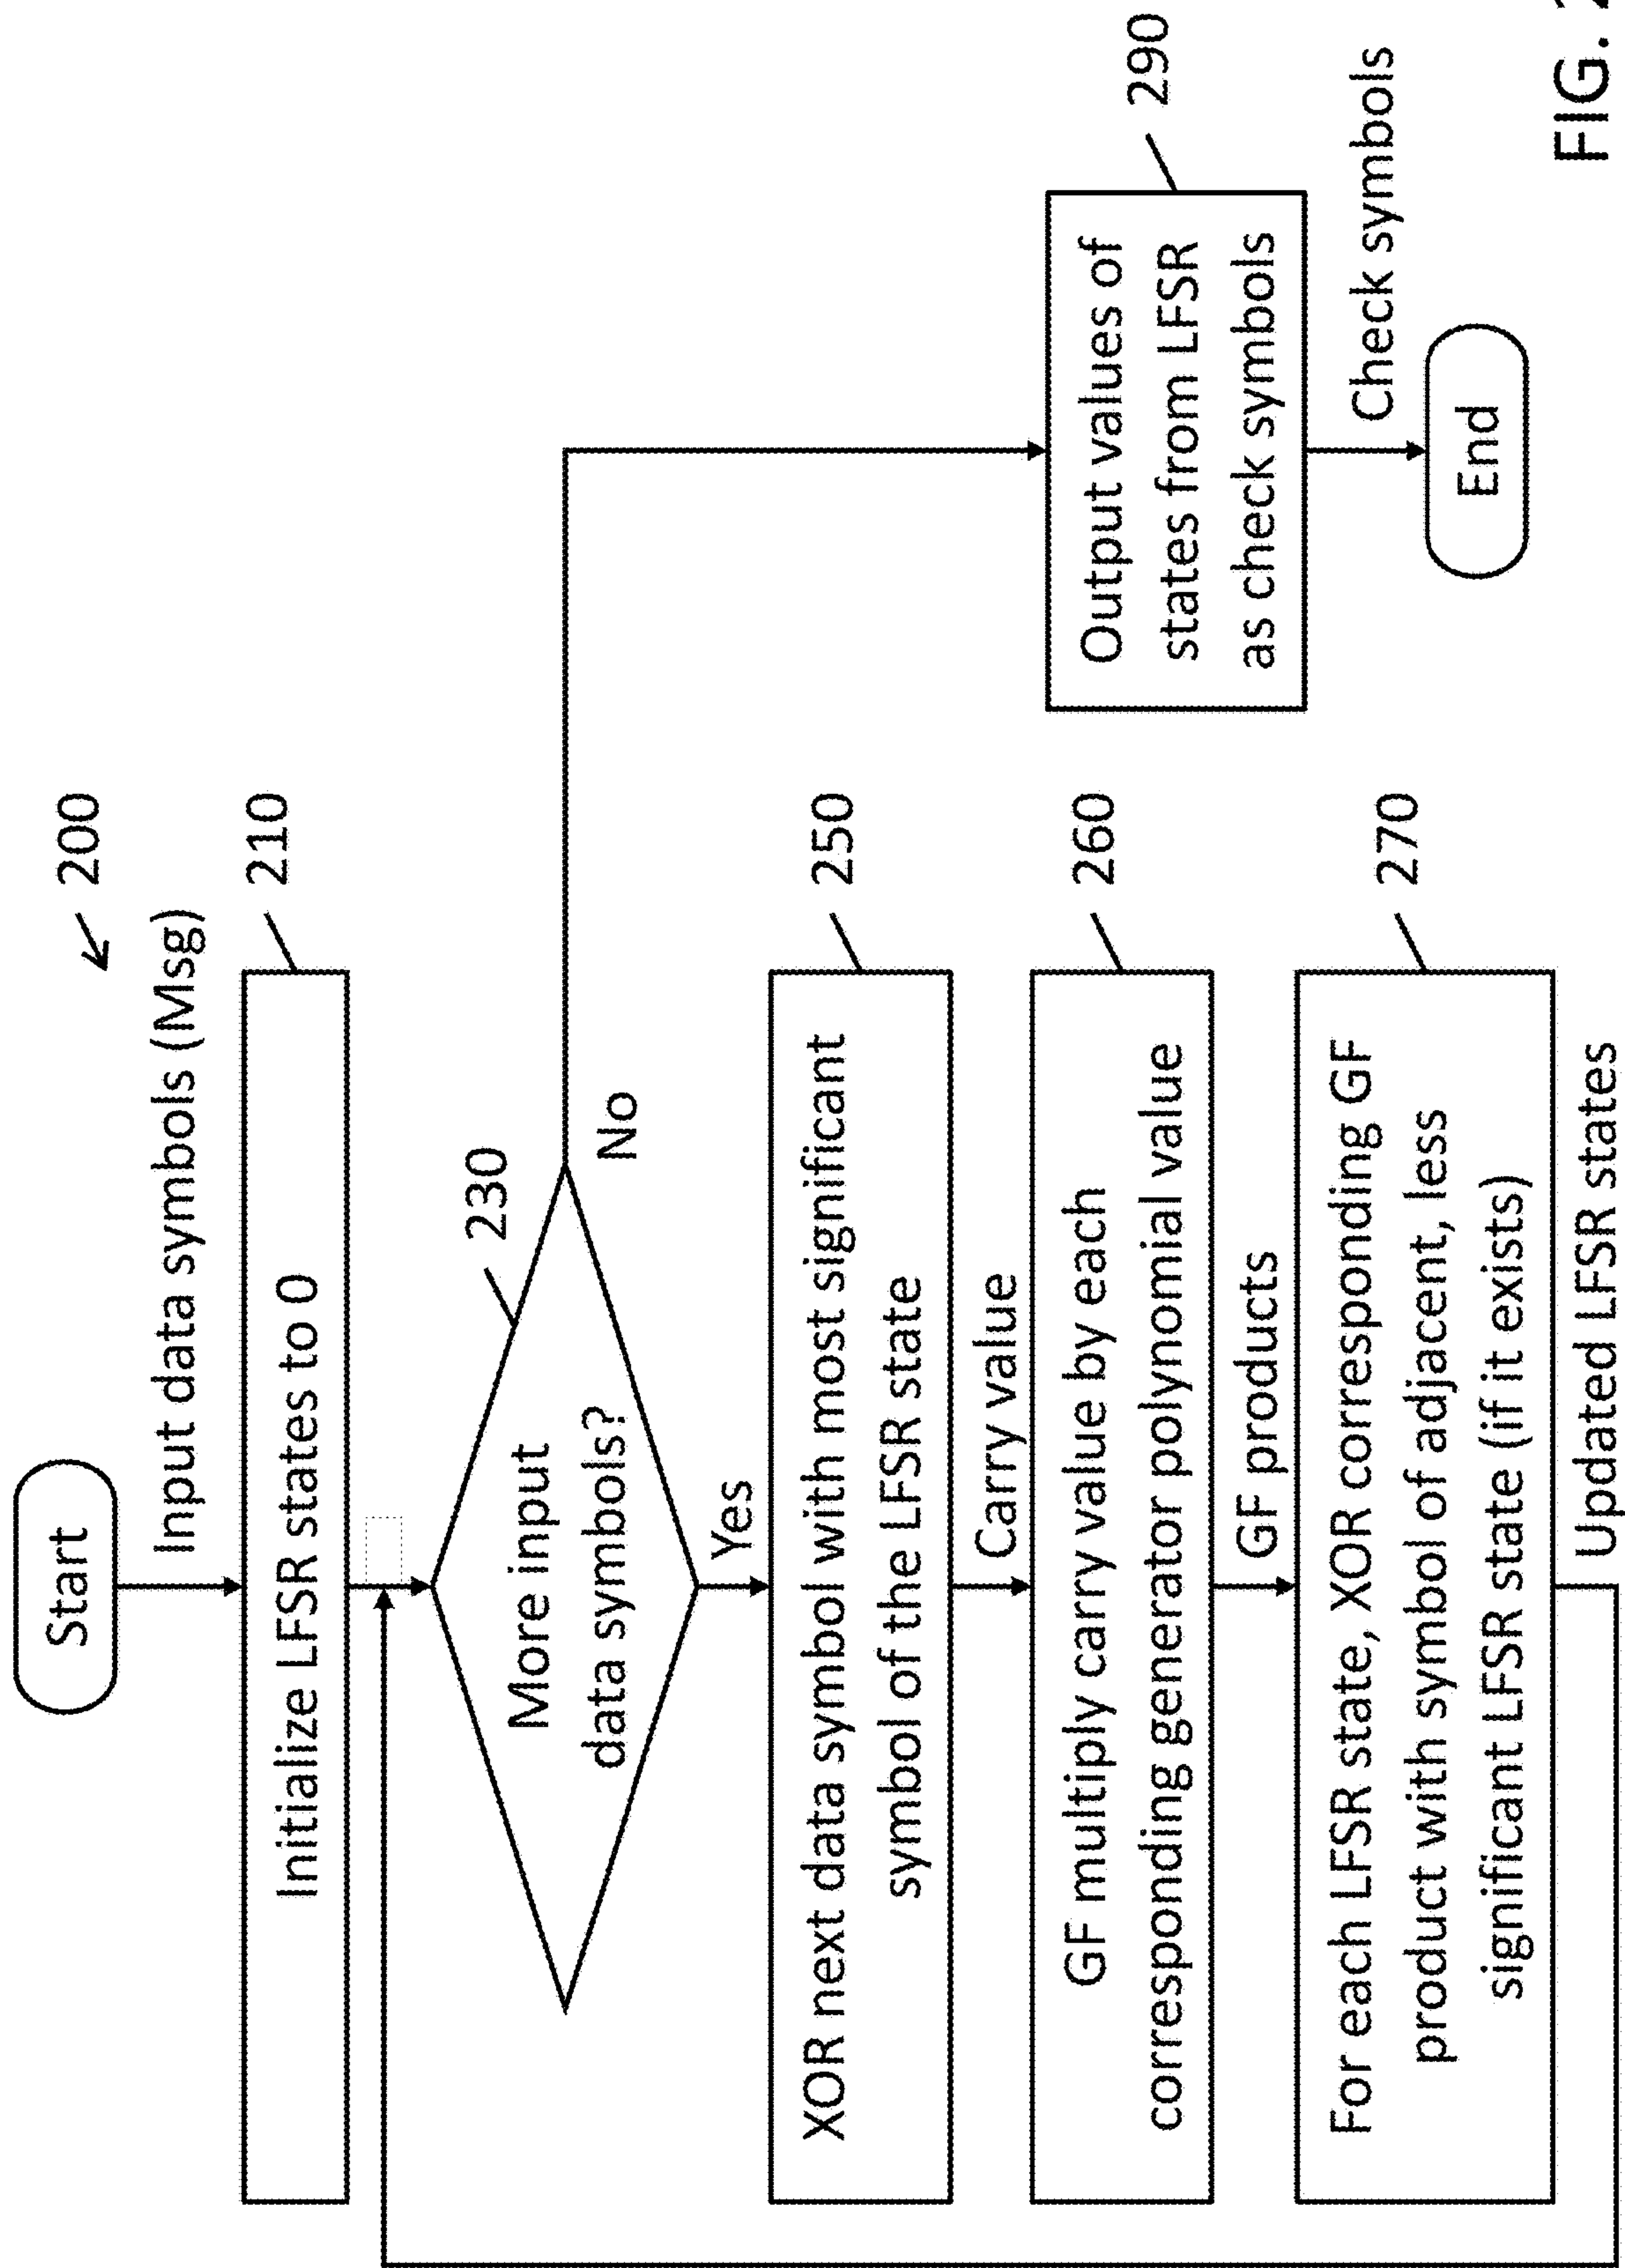 200
Start
Input data symbols (Msg)
210
Initialize LFSR states to 0
230
More input
data symbols?
No
Yes
250
XOR next data symbol with most significant
symbol of the LFSR state
Carry value
260
GF multiply carry value by each
corresponding generator polynomial value
GF products
270
For each LFSR state, XOR corresponding GF
product with symbol of adjacent, less
significant LFSR state (if it exists)
Updated LFSR states
290
Output values of
states from LFSR
as check symbols
Check symbols
End
FIG.